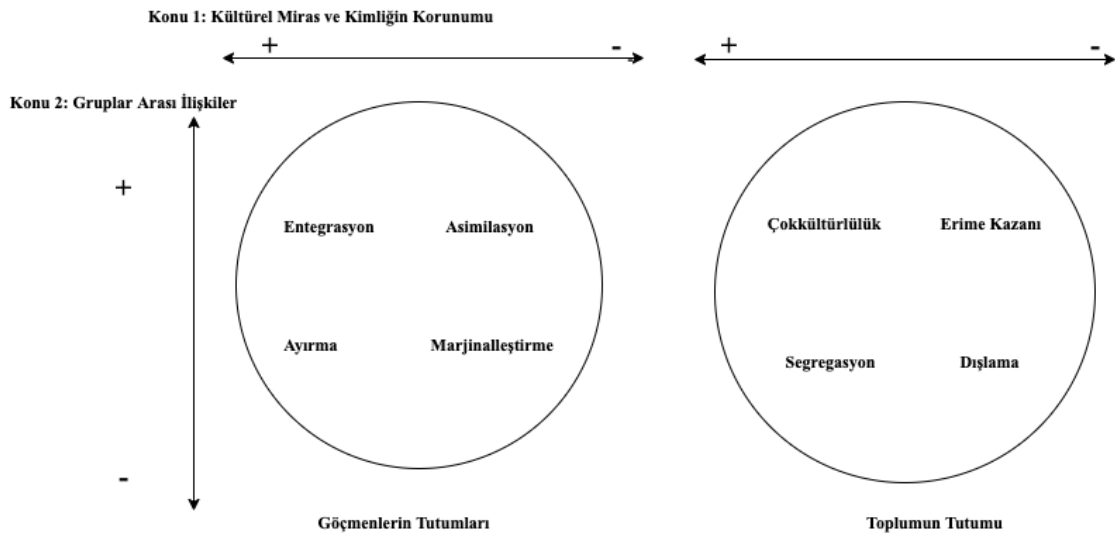 Konu 1: Kültürel Miras ve Kimliğin Korunumu
+ - + -
Konu 2: Gruplar Arası İlişkiler
+
Entegrasyon Asimilasyon Çokkültürlülük Erime Kazanı
Ayırma Marjinalleştirme Segregasyon Dışlama
-
Göçmenlerin Tutumları Toplumun Tutumu